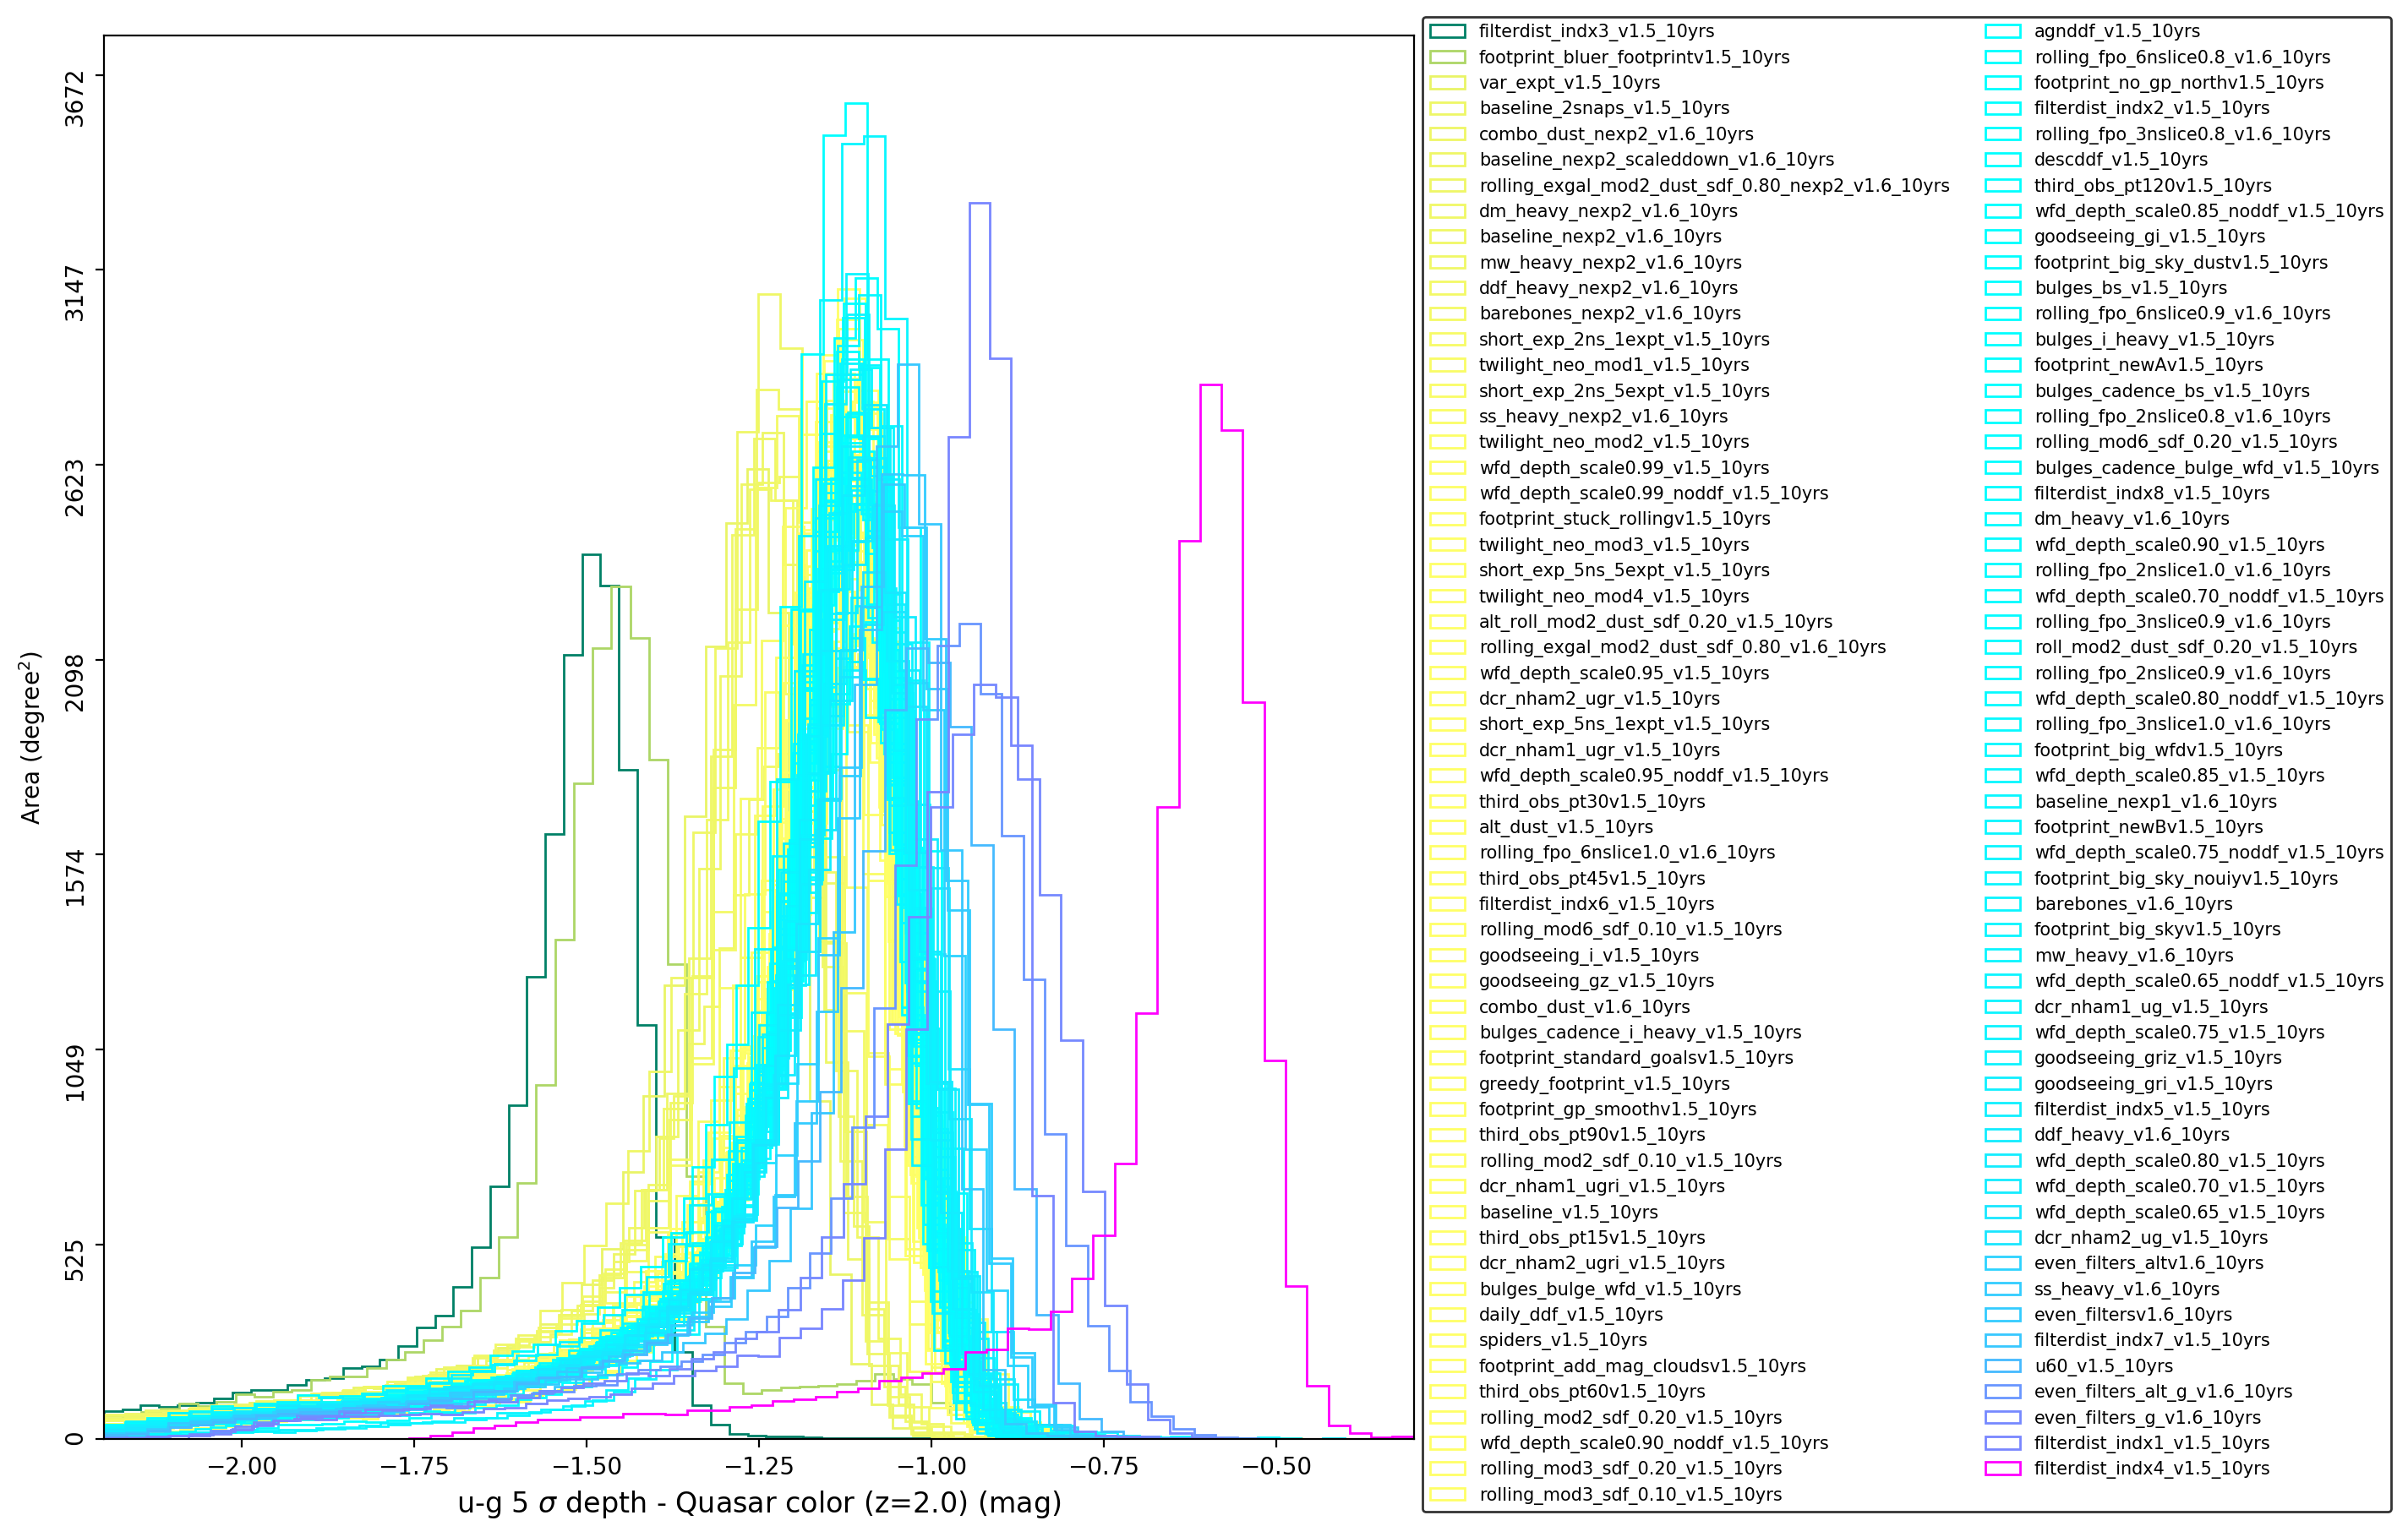 3672
3147
2623
2098
1574
1049
525
0
Area (degree²)
−2.00 −1.75 −1.50 −1.25 −1.00 −0.75 −0.50
u-g 5 σ depth - Quasar color (z=2.0) (mag)
filterdist_indx3_v1.5_10yrs
footprint_bluer_footprintv1.5_10yrs
var_expt_v1.5_10yrs
baseline_2snaps_v1.5_10yrs
combo_dust_nexp2_v1.6_10yrs
baseline_nexp2_scaleddown_v1.6_10yrs
rolling_exgal_mod2_dust_sdf_0.80_nexp2_v1.6_10yrs
dm_heavy_nexp2_v1.6_10yrs
baseline_nexp2_v1.6_10yrs
mw_heavy_nexp2_v1.6_10yrs
ddf_heavy_nexp2_v1.6_10yrs
barebones_nexp2_v1.6_10yrs
short_exp_2ns_1expt_v1.5_10yrs
twilight_neo_mod1_v1.5_10yrs
short_exp_2ns_5expt_v1.5_10yrs
ss_heavy_nexp2_v1.6_10yrs
twilight_neo_mod2_v1.5_10yrs
wfd_depth_scale0.99_v1.5_10yrs
wfd_depth_scale0.99_noddf_v1.5_10yrs
footprint_stuck_rollingv1.5_10yrs
twilight_neo_mod3_v1.5_10yrs
short_exp_5ns_5expt_v1.5_10yrs
twilight_neo_mod4_v1.5_10yrs
alt_roll_mod2_dust_sdf_0.20_v1.5_10yrs
rolling_exgal_mod2_dust_sdf_0.80_v1.6_10yrs
wfd_depth_scale0.95_v1.5_10yrs
dcr_nham2_ugr_v1.5_10yrs
short_exp_5ns_1expt_v1.5_10yrs
dcr_nham1_ugr_v1.5_10yrs
wfd_depth_scale0.95_noddf_v1.5_10yrs
third_obs_pt30v1.5_10yrs
alt_dust_v1.5_10yrs
rolling_fpo_6nslice1.0_v1.6_10yrs
third_obs_pt45v1.5_10yrs
filterdist_indx6_v1.5_10yrs
rolling_mod6_sdf_0.10_v1.5_10yrs
goodseeing_i_v1.5_10yrs
goodseeing_gz_v1.5_10yrs
combo_dust_v1.6_10yrs
bulges_cadence_i_heavy_v1.5_10yrs
footprint_standard_goalsv1.5_10yrs
greedy_footprint_v1.5_10yrs
footprint_gp_smoothv1.5_10yrs
third_obs_pt90v1.5_10yrs
rolling_mod2_sdf_0.10_v1.5_10yrs
dcr_nham1_ugri_v1.5_10yrs
baseline_v1.5_10yrs
third_obs_pt15v1.5_10yrs
dcr_nham2_ugri_v1.5_10yrs
bulges_bulge_wfd_v1.5_10yrs
daily_ddf_v1.5_10yrs
spiders_v1.5_10yrs
footprint_add_mag_cloudsv1.5_10yrs
third_obs_pt60v1.5_10yrs
rolling_mod2_sdf_0.20_v1.5_10yrs
wfd_depth_scale0.90_noddf_v1.5_10yrs
rolling_mod3_sdf_0.20_v1.5_10yrs
rolling_mod3_sdf_0.10_v1.5_10yrs
agnddf_v1.5_10yrs
rolling_fpo_6nslice0.8_v1.6_10yrs
footprint_no_gp_northv1.5_10yrs
filterdist_indx2_v1.5_10yrs
rolling_fpo_3nslice0.8_v1.6_10yrs
descddf_v1.5_10yrs
third_obs_pt120v1.5_10yrs
wfd_depth_scale0.85_noddf_v1.5_10yrs
goodseeing_gi_v1.5_10yrs
footprint_big_sky_dustv1.5_10yrs
bulges_bs_v1.5_10yrs
rolling_fpo_6nslice0.9_v1.6_10yrs
bulges_i_heavy_v1.5_10yrs
footprint_newAv1.5_10yrs
bulges_cadence_bs_v1.5_10yrs
rolling_fpo_2nslice0.8_v1.6_10yrs
rolling_mod6_sdf_0.20_v1.5_10yrs
bulges_cadence_bulge_wfd_v1.5_10yrs
filterdist_indx8_v1.5_10yrs
dm_heavy_v1.6_10yrs
wfd_depth_scale0.90_v1.5_10yrs
rolling_fpo_2nslice1.0_v1.6_10yrs
wfd_depth_scale0.70_noddf_v1.5_10yrs
rolling_fpo_3nslice0.9_v1.6_10yrs
roll_mod2_dust_sdf_0.20_v1.5_10yrs
rolling_fpo_2nslice0.9_v1.6_10yrs
wfd_depth_scale0.80_noddf_v1.5_10yrs
rolling_fpo_3nslice1.0_v1.6_10yrs
footprint_big_wfdv1.5_10yrs
wfd_depth_scale0.85_v1.5_10yrs
baseline_nexp1_v1.6_10yrs
footprint_newBv1.5_10yrs
wfd_depth_scale0.75_noddf_v1.5_10yrs
footprint_big_sky_nouiyv1.5_10yrs
barebones_v1.6_10yrs
footprint_big_skyv1.5_10yrs
mw_heavy_v1.6_10yrs
wfd_depth_scale0.65_noddf_v1.5_10yrs
dcr_nham1_ug_v1.5_10yrs
wfd_depth_scale0.75_v1.5_10yrs
goodseeing_griz_v1.5_10yrs
goodseeing_gri_v1.5_10yrs
filterdist_indx5_v1.5_10yrs
ddf_heavy_v1.6_10yrs
wfd_depth_scale0.80_v1.5_10yrs
wfd_depth_scale0.70_v1.5_10yrs
wfd_depth_scale0.65_v1.5_10yrs
dcr_nham2_ug_v1.5_10yrs
even_filters_altv1.6_10yrs
ss_heavy_v1.6_10yrs
even_filtersv1.6_10yrs
filterdist_indx7_v1.5_10yrs
u60_v1.5_10yrs
even_filters_alt_g_v1.6_10yrs
even_filters_g_v1.6_10yrs
filterdist_indx1_v1.5_10yrs
filterdist_indx4_v1.5_10yrs